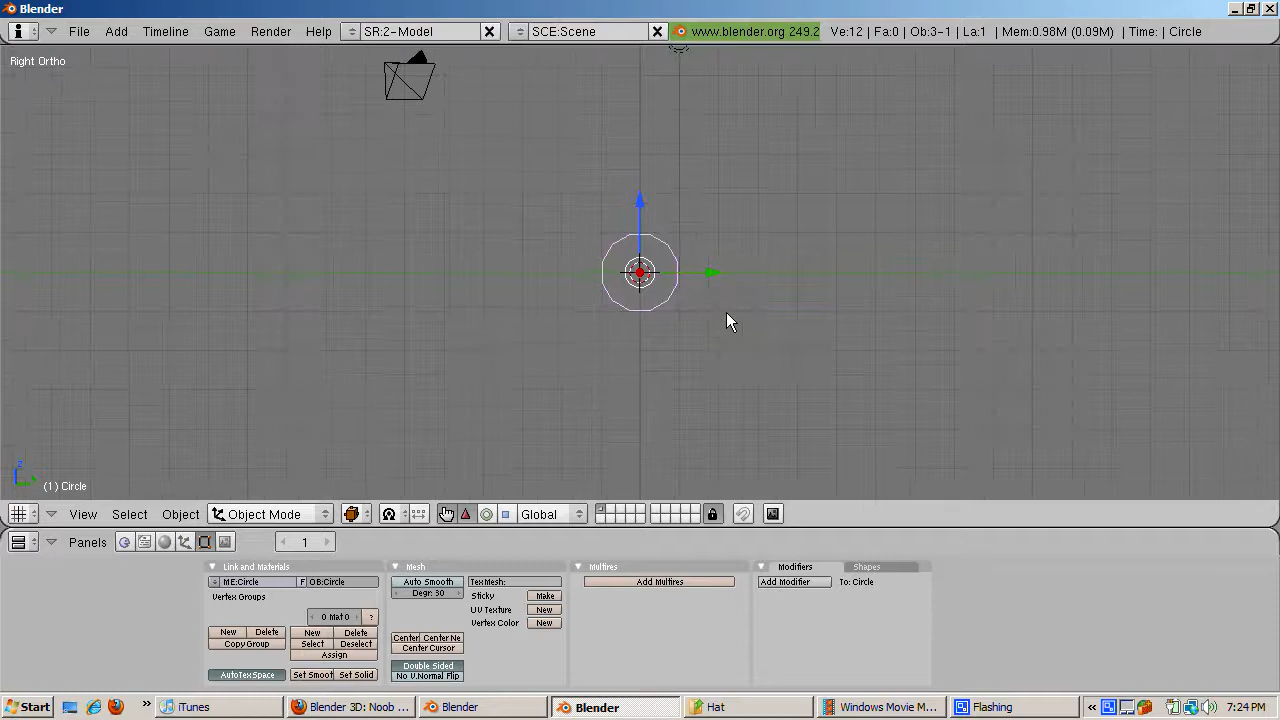 Blender
File Add Timeline Game Render Help SR:2-Model SCE:Scene www.blender.org 249.2 Ve:12 | Fa:0 | Ob:3-1 | La:1 | Mem:0.98M (0.09M) | Time: | Circle
Right Ortho
z
(1) Circle
View Select Object Object Mode Global
Panels 1
Link and Materials Mesh Multires Modifiers Shapes
ME:Circle F OB:Circle Auto Smooth TexMesh: Add Multires Add Modifier To: Circle
Vertex Groups Degr: 30 Sticky Make
UV Texture New
0 Mat 0 ? Vertex Color New
New Delete New Delete Center Center Ne
Copy Group Select Deselect Center Cursor
Assign
Double Sided
AutoTexSpace Set Smoot Set Solid No V.Normal Flip
Start » iTunes Blender 3D: Noob ... Blender Blender Hat Windows Movie M... Flashing « 7:24 PM